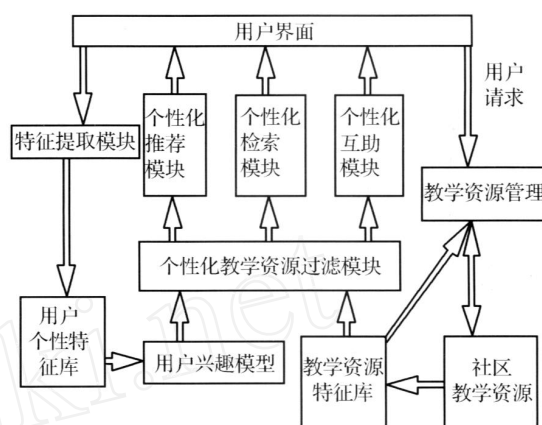 用户界面
用户
请求
特征提取模块
个性化
推荐
模块
个性化
检索
模块
个性化
互助
模块
教学资源管理
个性化教学资源过滤模块
用户
个性特
征库
用户兴趣模型
教学资源
特征库
社区
教学资源